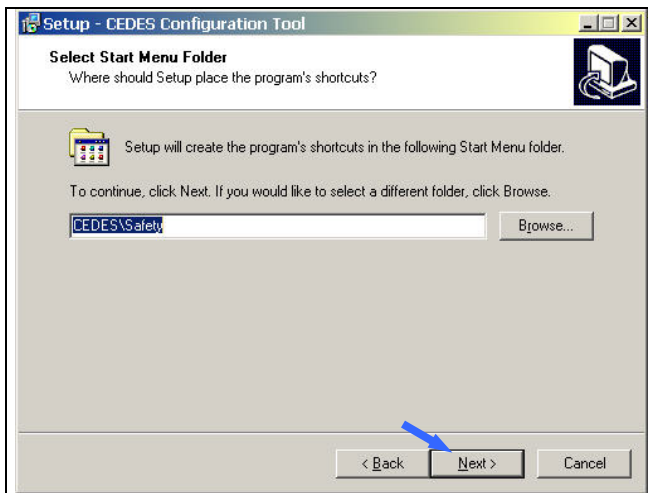 Setup - CEDES Configuration Tool
Select Start Menu Folder
Where should Setup place the program's shortcuts?
Setup will create the program's shortcuts in the following Start Menu folder.
To continue, click Next. If you would like to select a different folder, click Browse.
CEDES\Safety
Browse...
< Back
Next >
Cancel